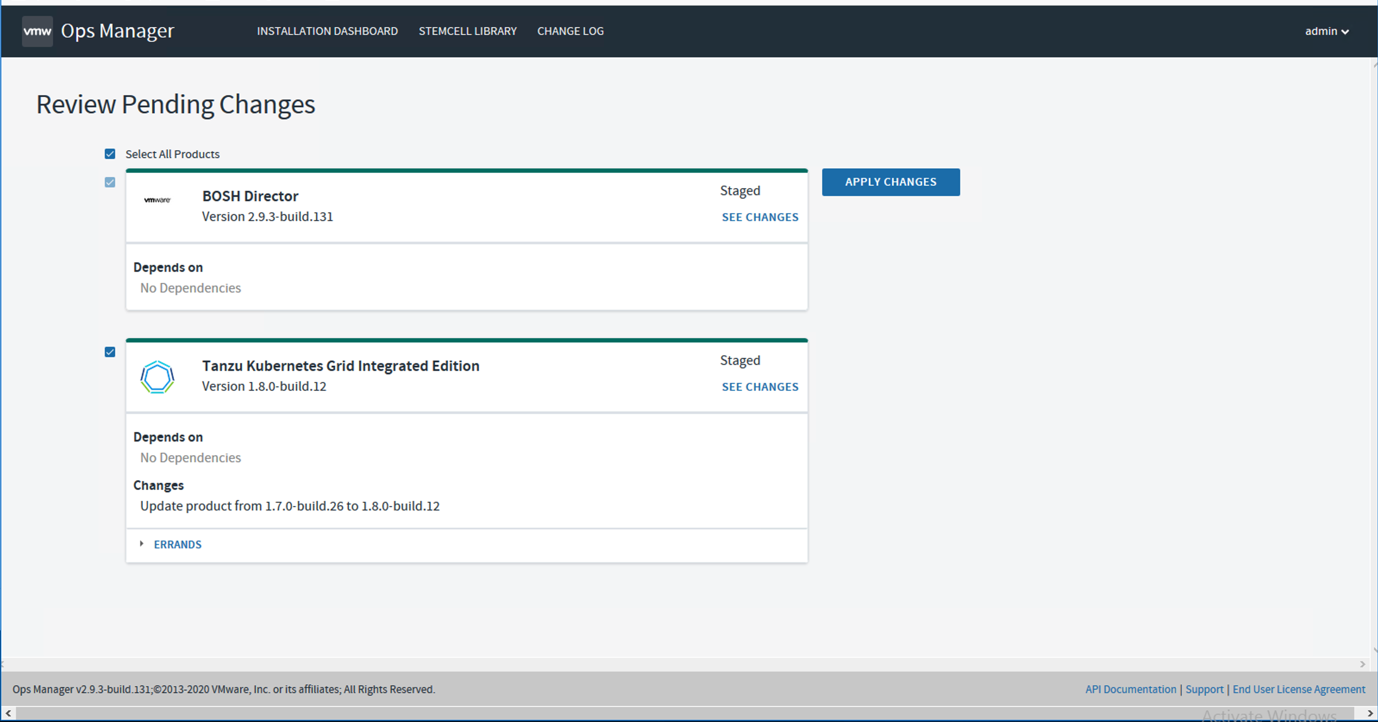 vmw Ops Manager INSTALLATION DASHBOARD STEMCELL LIBRARY CHANGE LOG admin
Review Pending Changes
Select All Products
vmware BOSH Director Staged APPLY CHANGES
Version 2.9.3-build.131 SEE CHANGES
Depends on
No Dependencies
Tanzu Kubernetes Grid Integrated Edition Staged
Version 1.8.0-build.12 SEE CHANGES
Depends on
No Dependencies
Changes
Update product from 1.7.0-build.26 to 1.8.0-build.12
ERRANDS
Ops Manager v2.9.3-build.131;©2013-2020 VMware, Inc. or its affiliates; All Rights Reserved. API Documentation | Support | End User License Agreement
Activate Windows